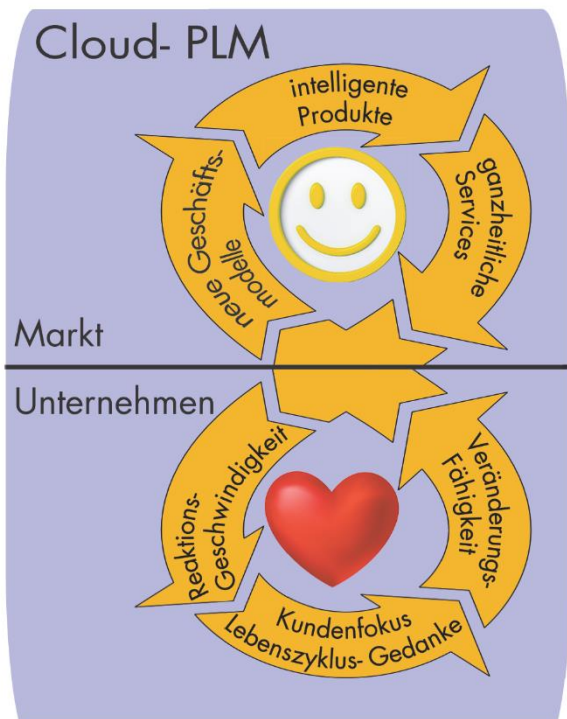 Cloud- PLM
intelligente
Produkte
ganzheitliche
Services
neue Geschäfts-
modelle
Markt
Unternehmen
Reaktions-
Geschwindigkeit
Veränderungs-
Fähigkeit
Kundenfokus
Lebenszyklus- Gedanke